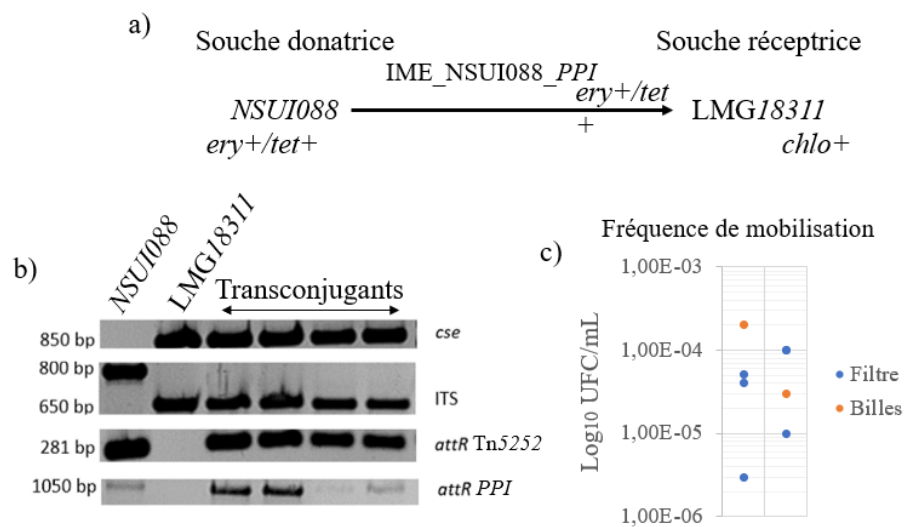 a)
Souche donatrice
Souche réceptrice
IME_NSUI088_PPI
ery+/tet
+
NSUI088
LMG18311
ery+/tet+
chlo+
b)
NSUI088
LMG18311
Transconjugants
850 bp
cse
800 bp
650 bp
ITS
281 bp
attR Tn5252
1050 bp
attR PPI
c)
Fréquence de mobilisation
Log10 UFC/mL
1,00E-03
1,00E-04
1,00E-05
1,00E-06
Filtre
Billes